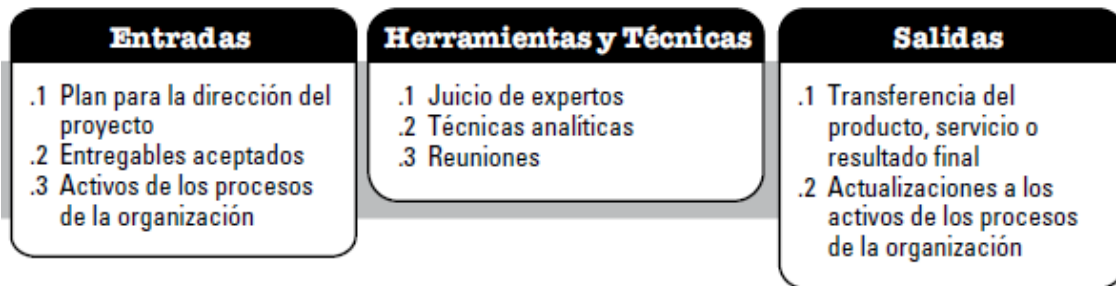 Entradas
.1 Plan para la dirección del
proyecto
.2 Entregables aceptados
.3 Activos de los procesos
de la organización
Herramientas y Técnicas
.1 Juicio de expertos
.2 Técnicas analíticas
.3 Reuniones
Salidas
.1 Transferencia del
producto, servicio o
resultado final
.2 Actualizaciones a los
activos de los procesos
de la organización